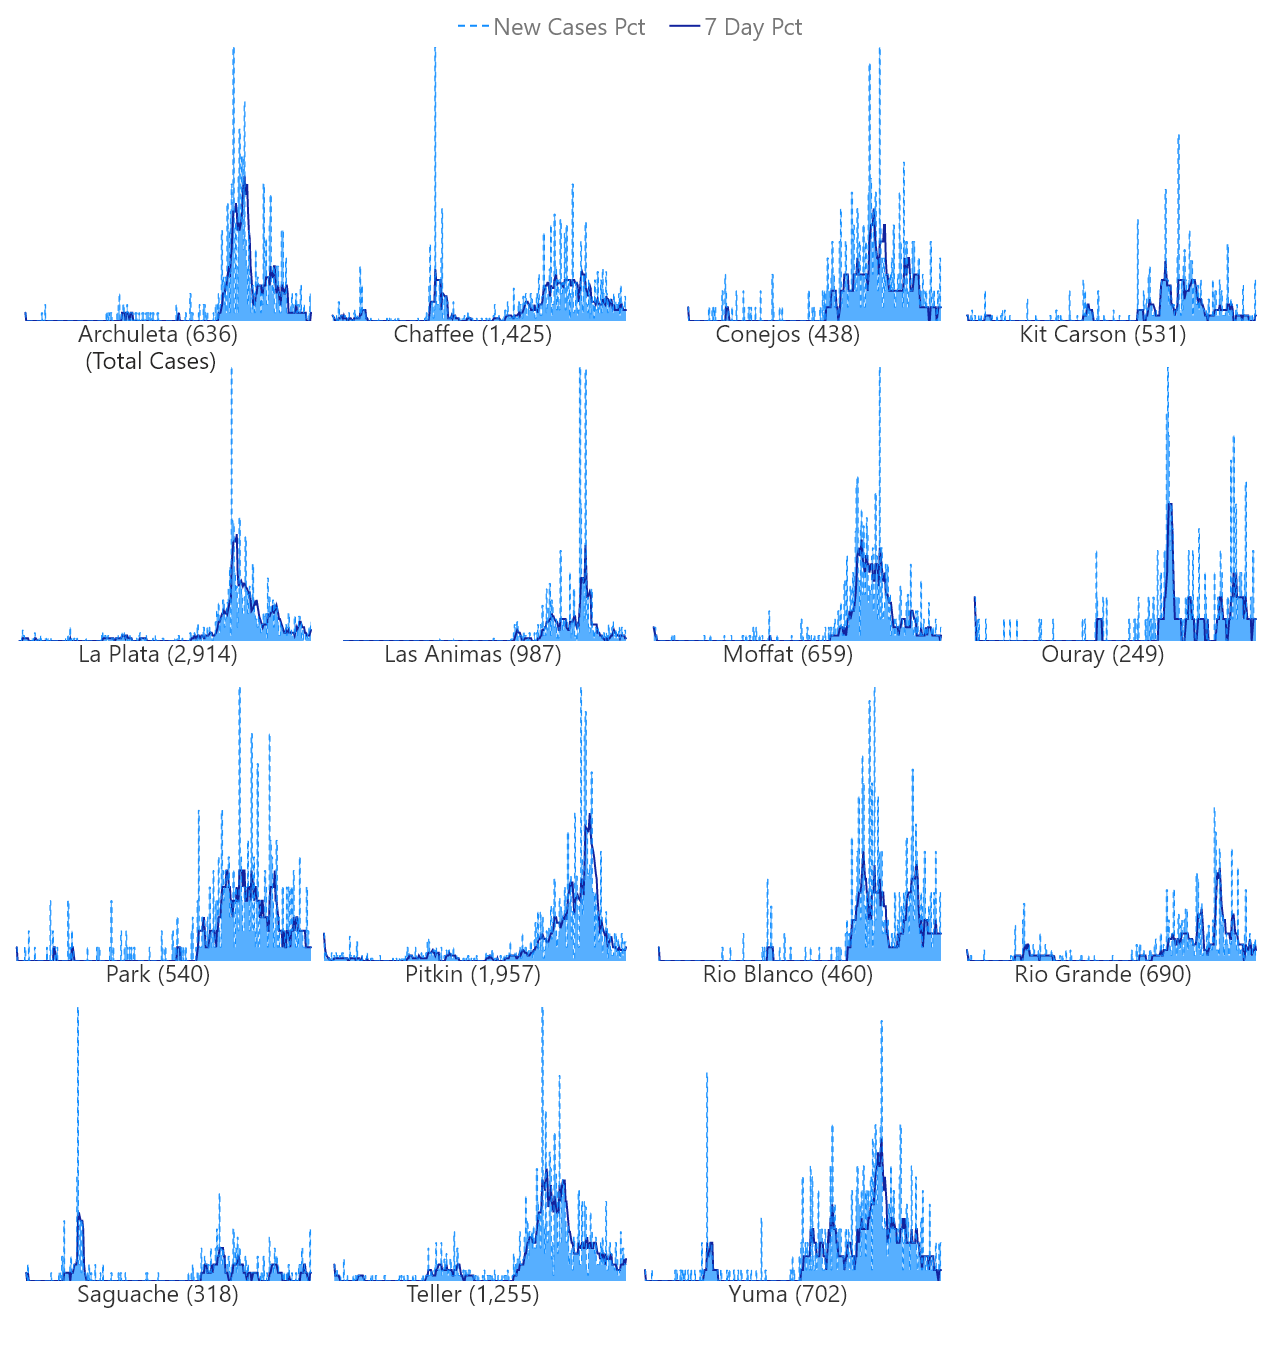 New Cases Pct 7 Day Pct
Archuleta (636) Chaffee (1,425) Conejos (438) Kit Carson (531)
(Total Cases)
La Plata (2,914) Las Animas (987) Moffat (659) Ouray (249)
Park (540) Pitkin (1,957) Rio Blanco (460) Rio Grande (690)
Saguache (318) Teller (1,255) Yuma (702)